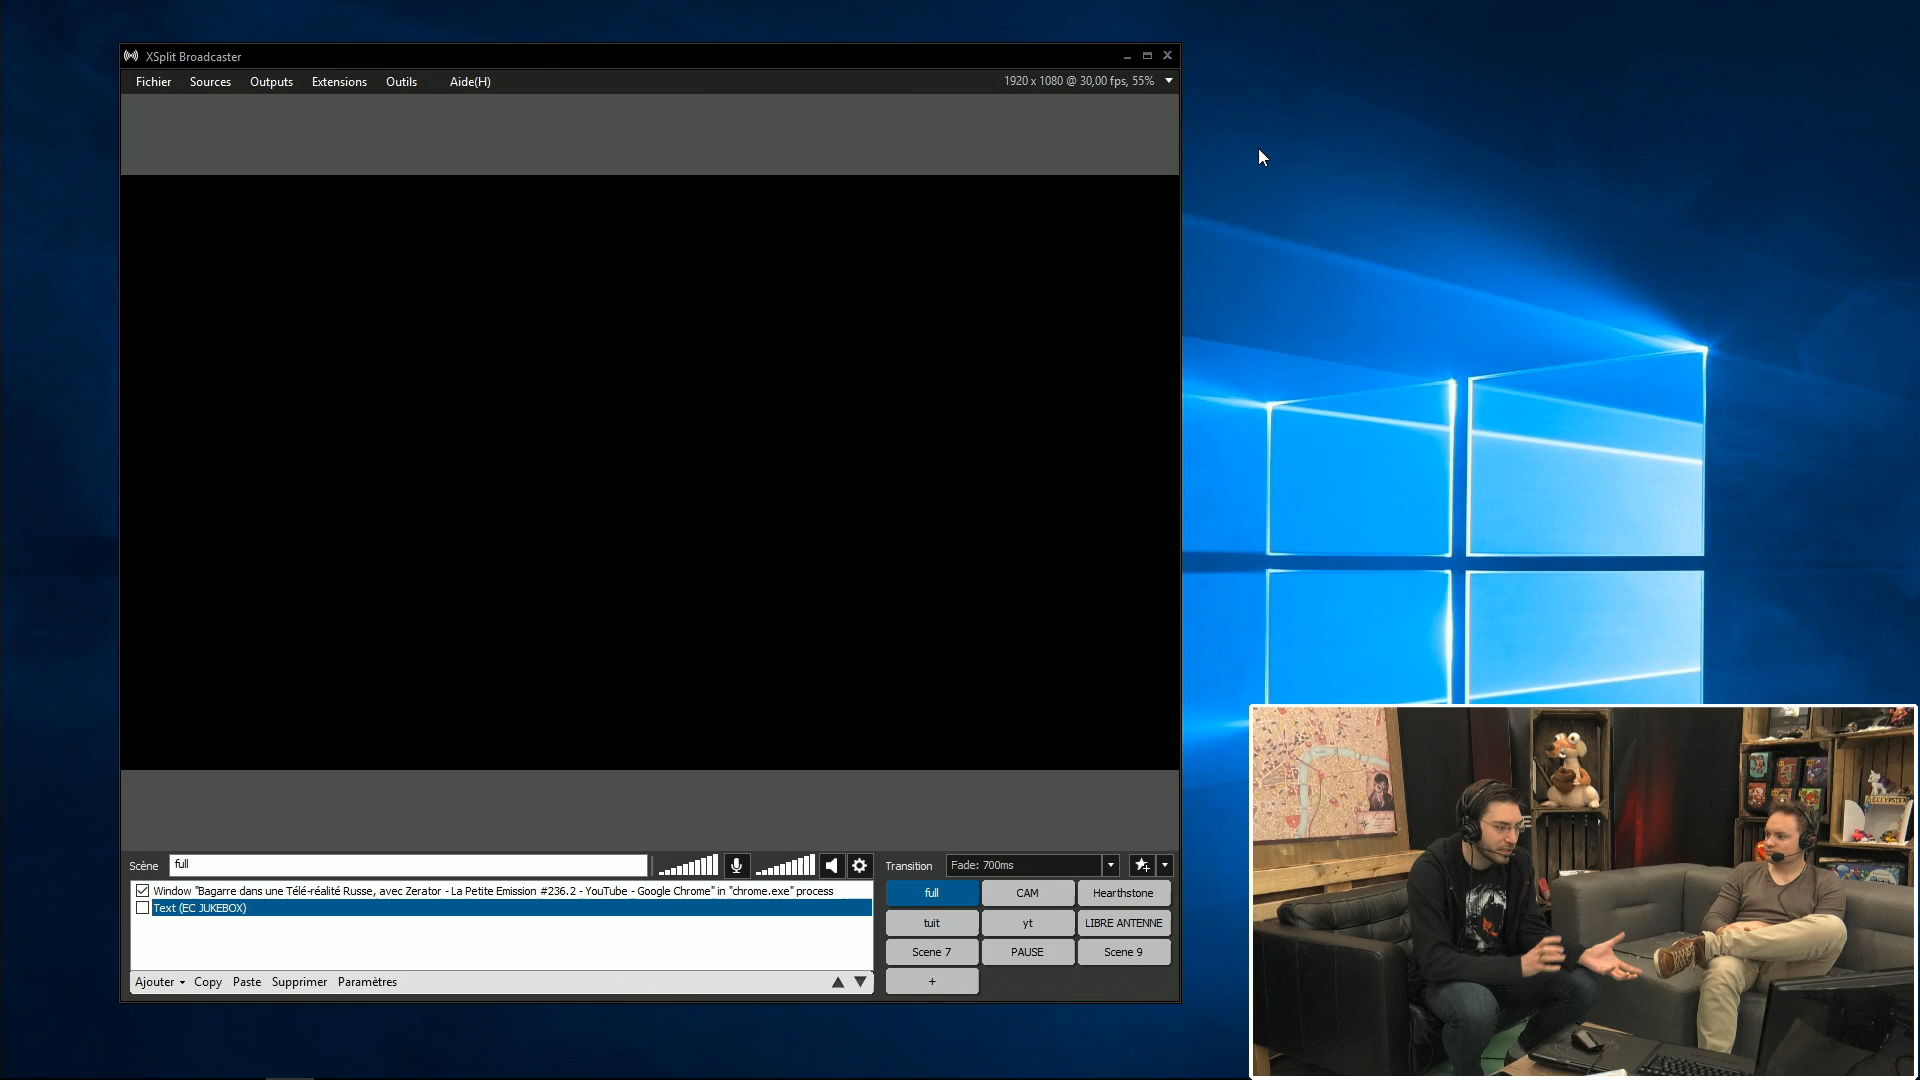 XSplit Broadcaster
Fichier Sources Outputs Extensions Outils Aide(H) 1920 x 1080 @ 30,00 fps, 55%
Scène full Transition Fade: 700ms
Window "Bagarre dans une Télé-réalité Russe, avec Zerator - La Petite Emission #236.2 - YouTube - Google Chrome" in "chrome.exe" process
Text (EC JUKEBOX)
full CAM Hearthstone
tuit yt LIBRE ANTENNE
Scene 7 PAUSE Scene 9
+
Ajouter Copy Paste Supprimer Paramètres